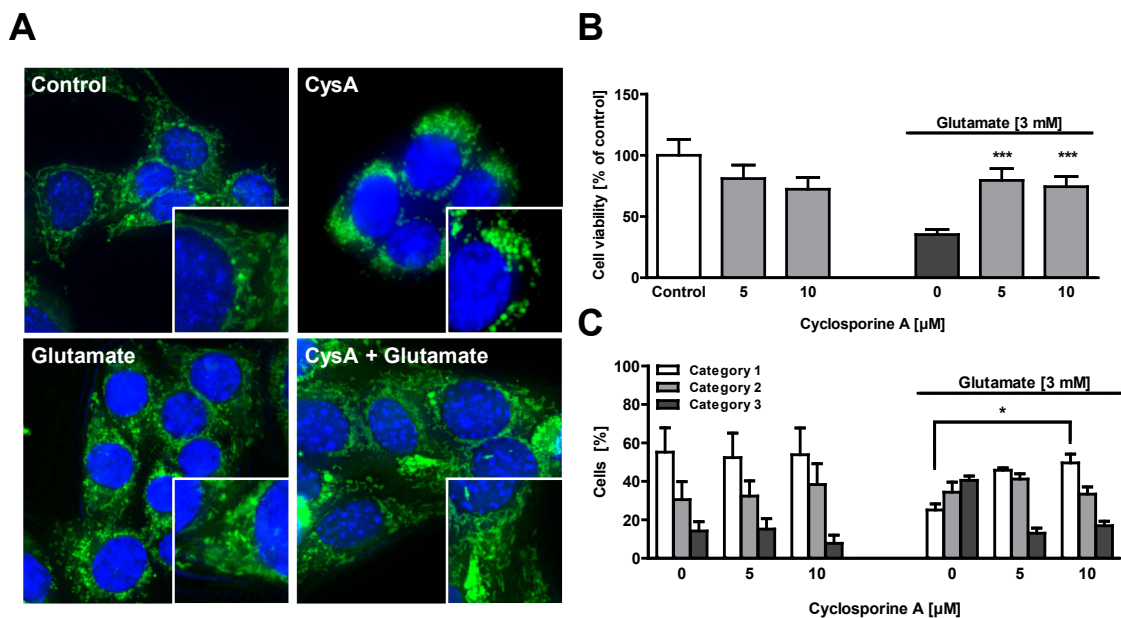 A
Control
CysA
Glutamate
CysA + Glutamate
B
Cell viability [% of control]
150
100
50
0
Glutamate [3 mM]
***
***
Control
5
10
0
5
10
Cyclosporine A [µM]
C
Cells [%]
100
80
60
40
20
0
Category 1
Category 2
Category 3
Glutamate [3 mM]
*
0
5
10
0
5
10
Cyclosporine A [µM]